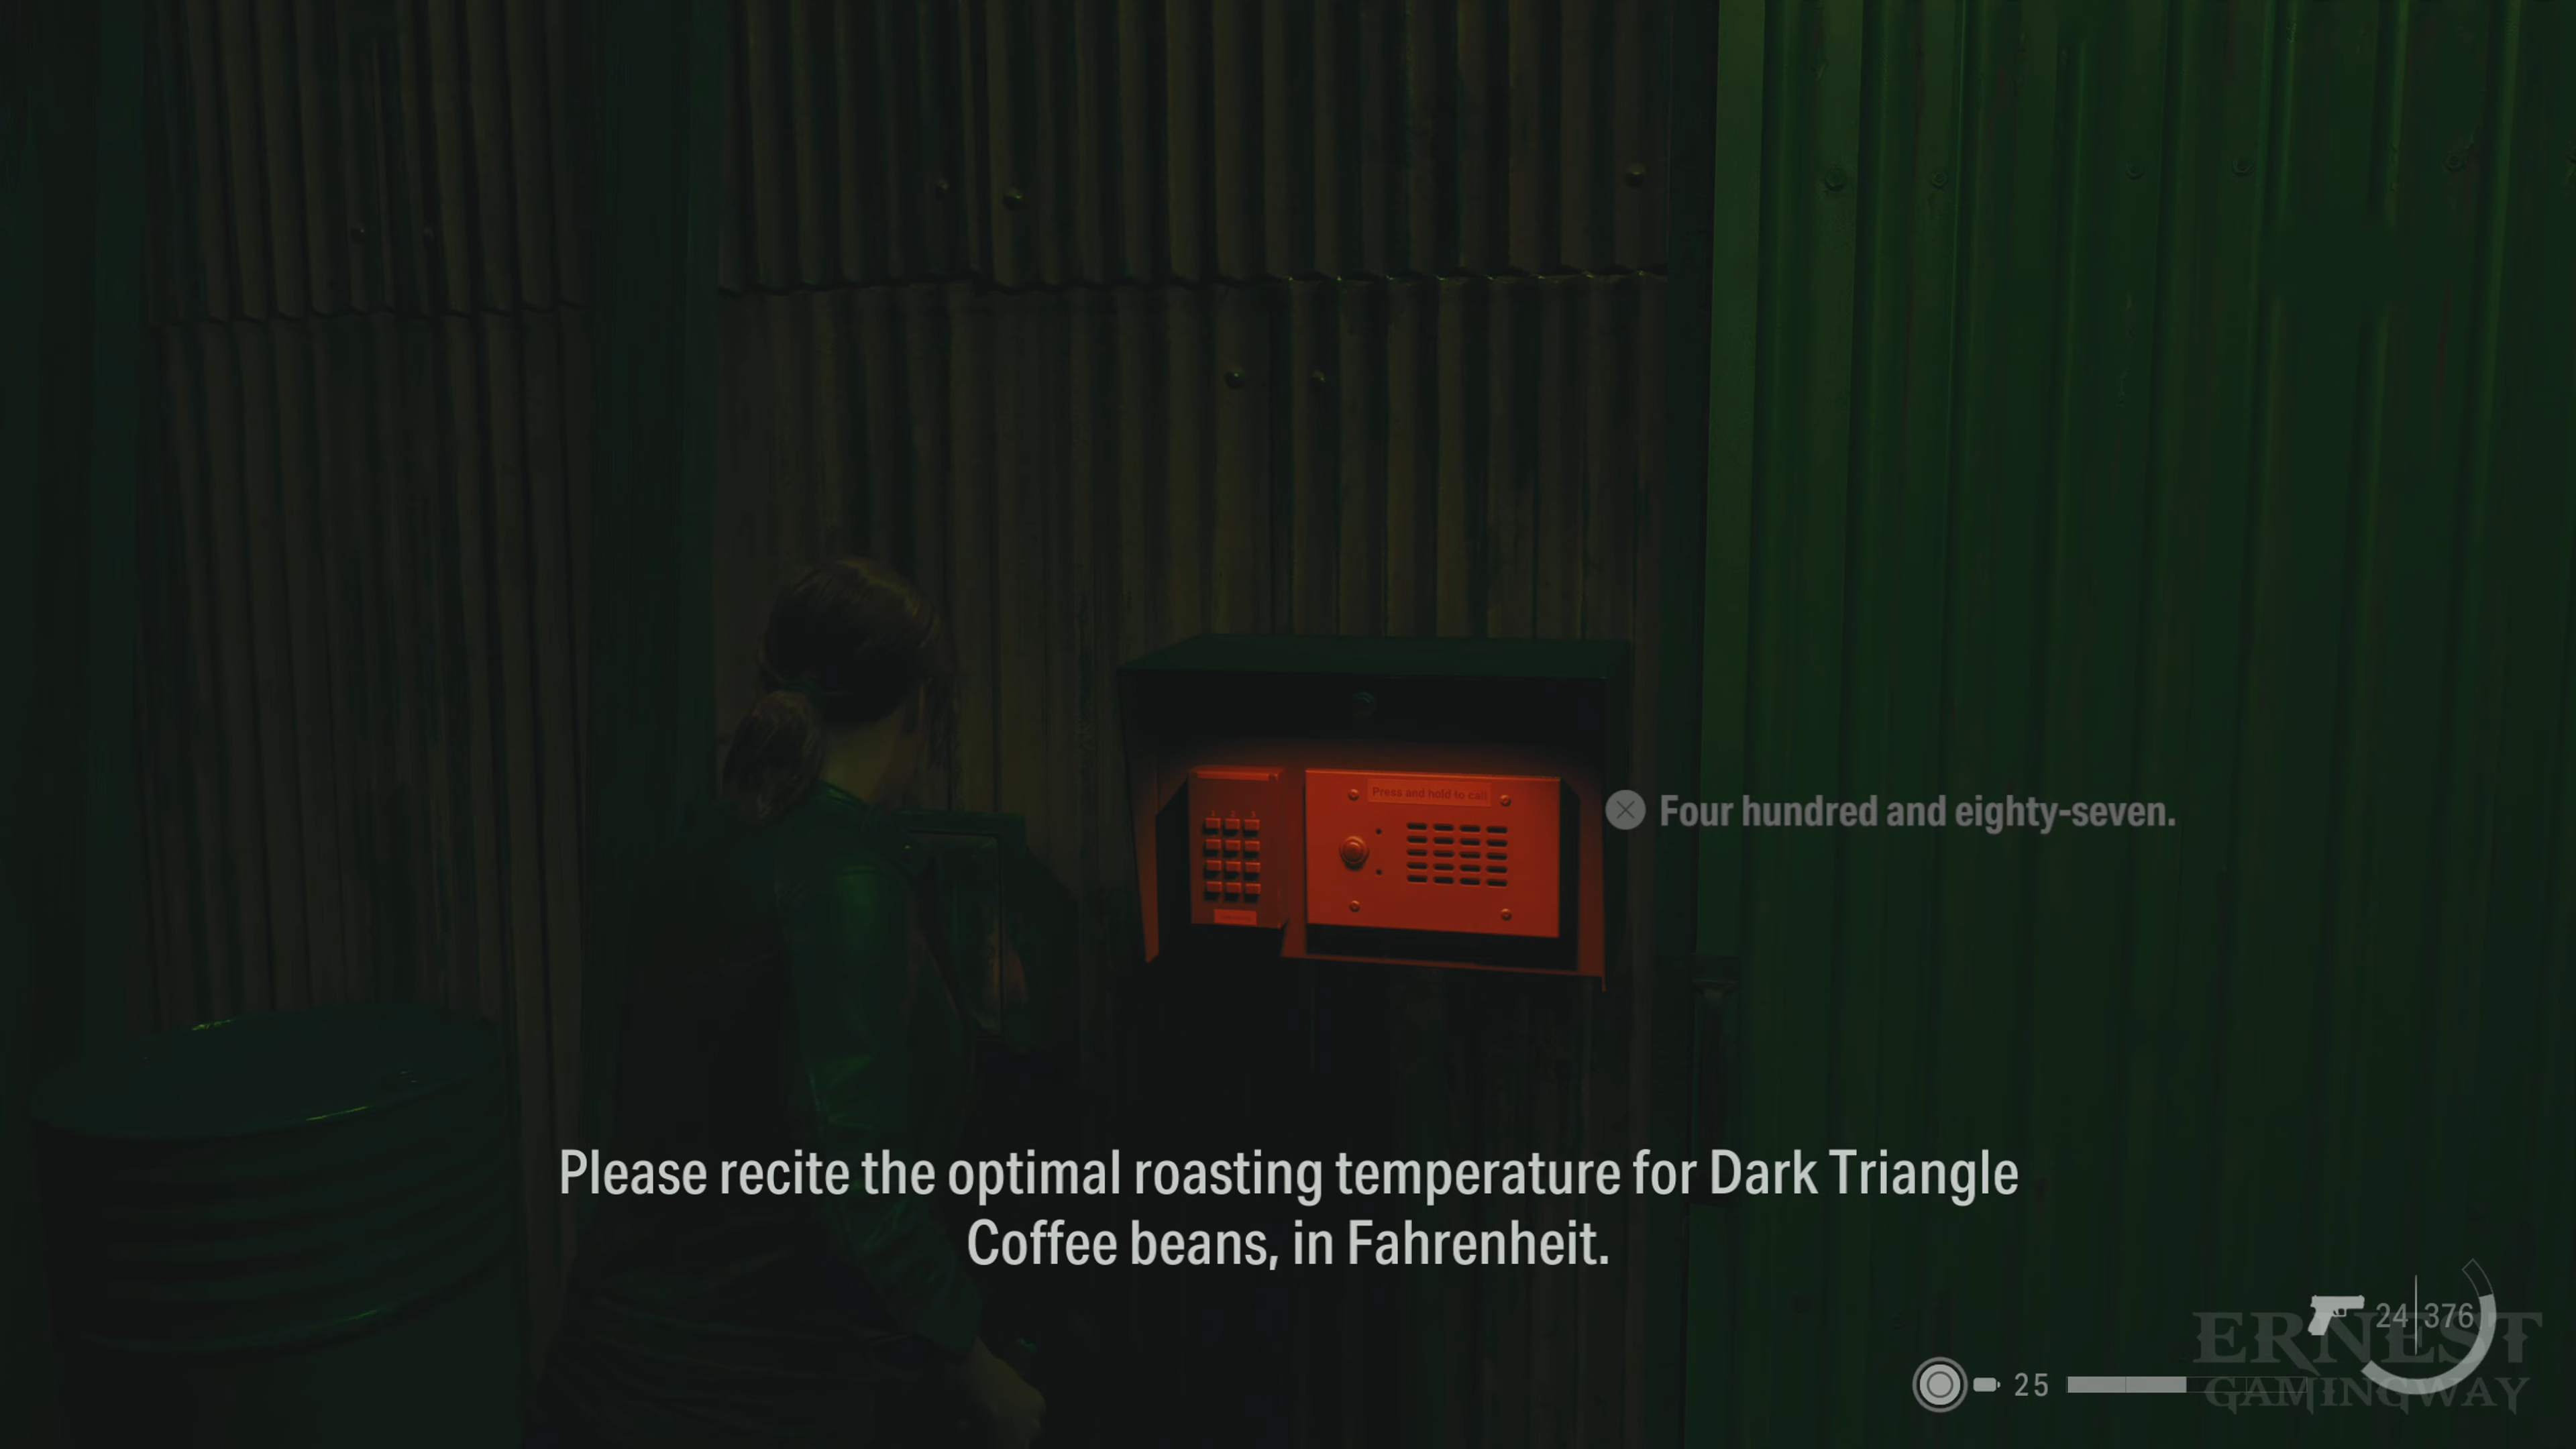 Press and hold to call
Four hundred and eighty-seven.
Please recite the optimal roasting temperature for Dark Triangle
Coffee beans, in Fahrenheit.
24 376
ERNEST
GAMINGWAY
25